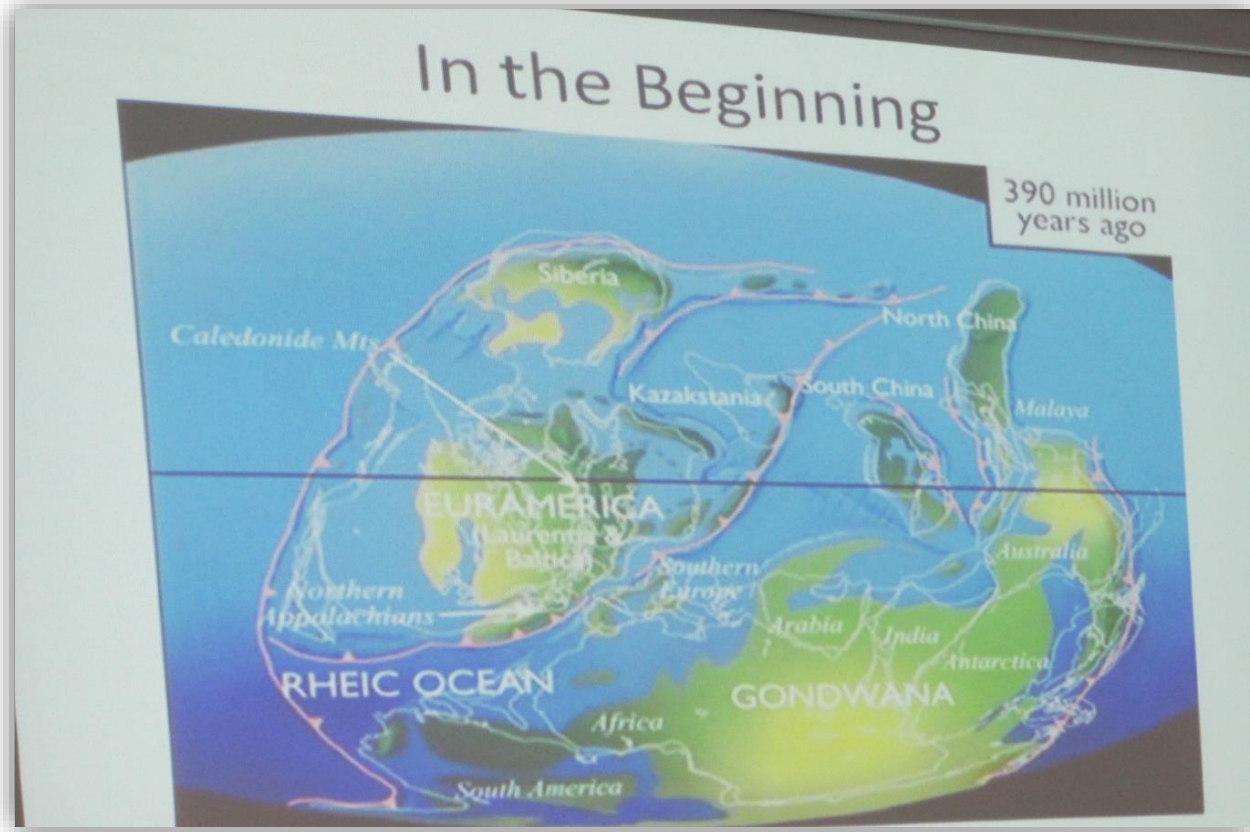 In the Beginning
390 million
years ago
Siberia
North China
Caledonide Mts.
Kazakstania
South China
Malaya
EURAMERICA
(Laurentia &
Baltica)
Southern
Europe
Australia
Northern
Appalachians
Arabia
India
Antarctica
RHEIC OCEAN
GONDWANA
Africa
South America